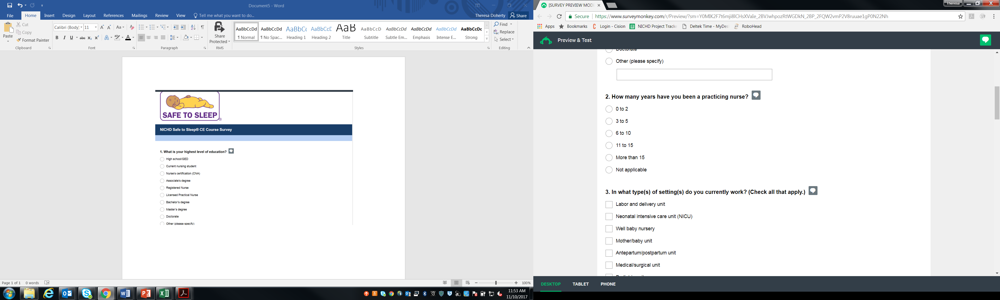 Document5 - Word
File
Home
Insert
Design
Layout
References
Mailings
Review
View
Tell me what you want to do...
Theresa Doherty
Share
Paste
Cut
Copy
Format Painter
Clipboard
Calibri (Body)
11
Font
Paragraph
Share
Protected
RMS
AaBbCcDd
¶ Normal
AaBbCcDd
¶ No Spac...
AaBbCc
Heading 1
AaBbCcD
Heading 2
AaB
Title
AaBbCcD
Subtitle
AaBbCcDd
Subtle Em...
AaBbCcDd
Emphasis
AaBbCcDd
Intense E...
AaBbCcDc
Strong
Styles
Find
Replace
Select
Editing
SAFE TO SLEEP®
NICHD Safe to Sleep® CE Course Survey
1. What is your highest level of education?
High school/GED
Current nursing student
Nurse's certification (CNA)
Associate's degree
Registered Nurse
Licensed Practical Nurse
Bachelor's degree
Master's degree
Doctorate
Other (please specify)
Page 1 of 1 0 words
100%
11:53 AM
11/10/2017
[SURVEY PREVIEW MODE
Theresa
Secure https://www.surveymonkey.com/r/Preview/?sm=Y0MIK2F7t6mji8lCHsXVaIe_2BVJwhpozRtWGDkN_2BP_2FQW2vmP2V8ruuae1gP0N22Nh
Apps Bookmarks Login - Cision NICHD Project Tracke Deltek Time - MyDes RoboHead
Preview & Test
Doctorate
Other (please specify)
2. How many years have you been a practicing nurse?
0 to 2
3 to 5
6 to 10
11 to 15
More than 15
Not applicable
3. In what type(s) of setting(s) do you currently work? (Check all that apply.)
Labor and delivery unit
Neonatal intensive care unit (NICU)
Well baby nursery
Mother/baby unit
Antepartum/postpartum unit
Medical/surgical unit
DESKTOP TABLET PHONE